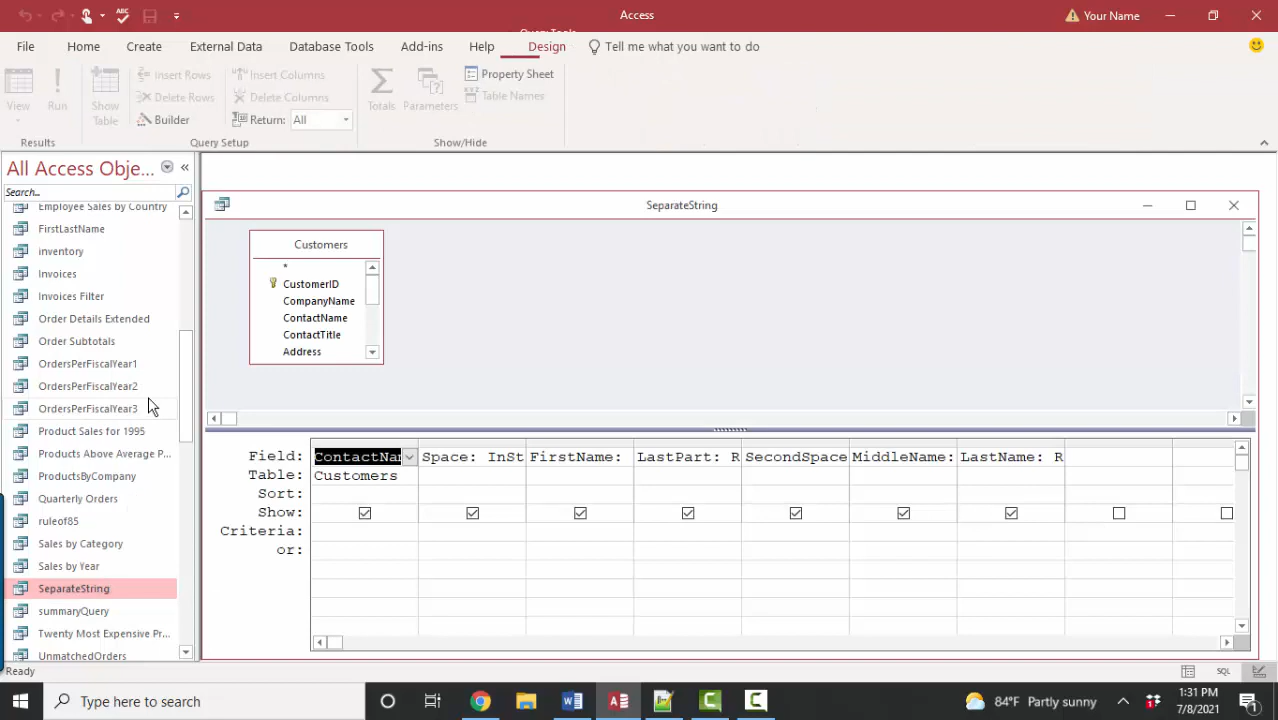 Access
Your Name
Query Tools
File Home Create External Data Database Tools Add-ins Help Design Tell me what you want to do
View
Run
Show Table
Insert Rows
Delete Rows
Builder
Insert Columns
Delete Columns
Return: All
Totals
Parameters
Property Sheet
Table Names
Results
Query Setup
Show/Hide
All Access Obje...
Search...
Employee Sales by Country
FirstLastName
inventory
Invoices
Invoices Filter
Order Details Extended
Order Subtotals
OrdersPerFiscalYear1
OrdersPerFiscalYear2
OrdersPerFiscalYear3
Product Sales for 1995
Products Above Average P...
ProductsByCompany
Quarterly Orders
ruleof85
Sales by Category
Sales by Year
SeparateString
summaryQuery
Twenty Most Expensive Pr...
UnmatchedOrders
SeparateString
Customers
*
CustomerID
CompanyName
ContactName
ContactTitle
Address
Field: ContactNam Space: InSt FirstName: LastPart: R SecondSpace MiddleName: LastName: R
Table: Customers
Sort:
Show:
Criteria:
or:
Ready
SQL
Type here to search
84°F Partly sunny
1:31 PM
7/8/2021